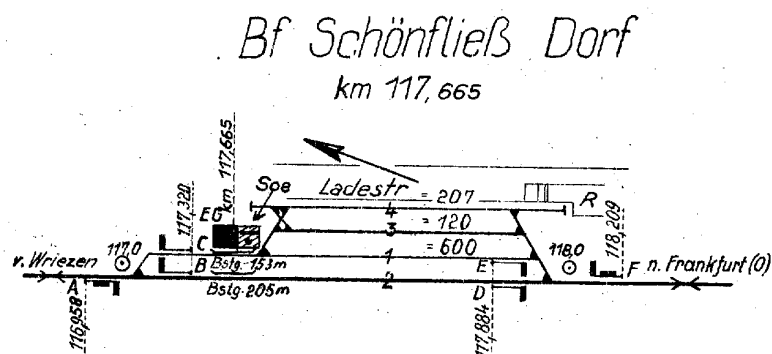 Bf Schönfließ Dorf
km 117,665
km 117,665
117,320
EG
Spe
Ladestr = 207
4
R
118,209
3 = 120
C
= 600
1
117,0
118,0
v. Wriezen
B
Bstg. 153m
E
F
n. Frankfurt (O)
A
2
Bstg. 205m
D
116,958
117,884